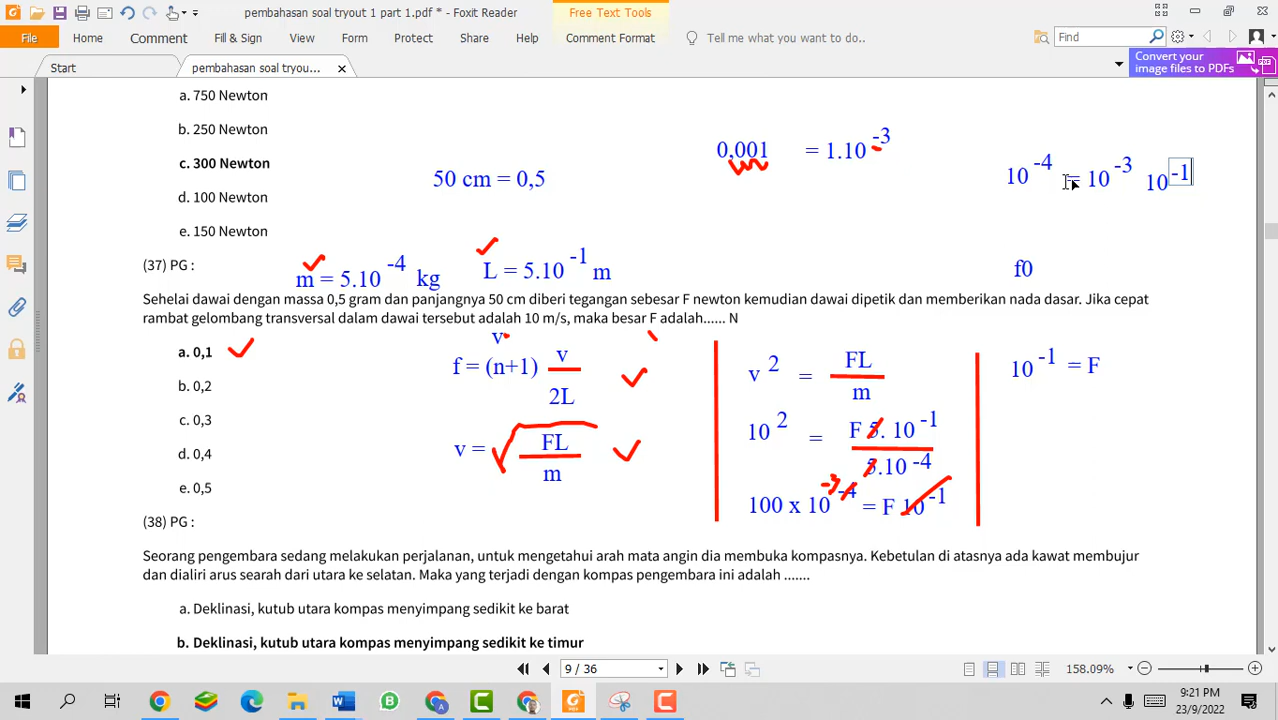 pembahasan soal tryout 1 part 1.pdf * - Foxit Reader
Free Text Tools
File
Home
Comment
Fill & Sign
View
Form
Protect
Share
Help
Comment Format
Tell me what you want to do..
Find
Start
pembahasan soal tryou...
Convert your
image files to PDFs
a. 750 Newton
b. 250 Newton
c. 300 Newton
d. 100 Newton
e. 150 Newton
0,001 = 1.10 -3
50 cm = 0,5
10 -4 = 10 -3 10 -1
(37) PG :
m = 5.10 -4 kg
L = 5.10 -1 m
f0
Sehelai dawai dengan massa 0,5 gram dan panjangnya 50 cm diberi tegangan sebesar F newton kemudian dawai dipetik dan memberikan nada dasar. Jika cepat
rambat gelombang transversal dalam dawai tersebut adalah 10 m/s, maka besar F adalah...... N
a. 0,1
b. 0,2
c. 0,3
d. 0,4
e. 0,5
v
f = (n+1) v
2L
v = √ FL
m
v 2 = FL
m
10 2 = F 5. 10 -1
5.10 -4
-3
100 x 10 -4 = F 10 -1
10 -1 = F
(38) PG :
Seorang pengembara sedang melakukan perjalanan, untuk mengetahui arah mata angin dia membuka kompasnya. Kebetulan di atasnya ada kawat membujur
dan dialiri arus searah dari utara ke selatan. Maka yang terjadi dengan kompas pengembara ini adalah .......
a. Deklinasi, kutub utara kompas menyimpang sedikit ke barat
b. Deklinasi, kutub utara kompas menyimpang sedikit ke timur
9 / 36
158.09%
9:21 PM
23/9/2022